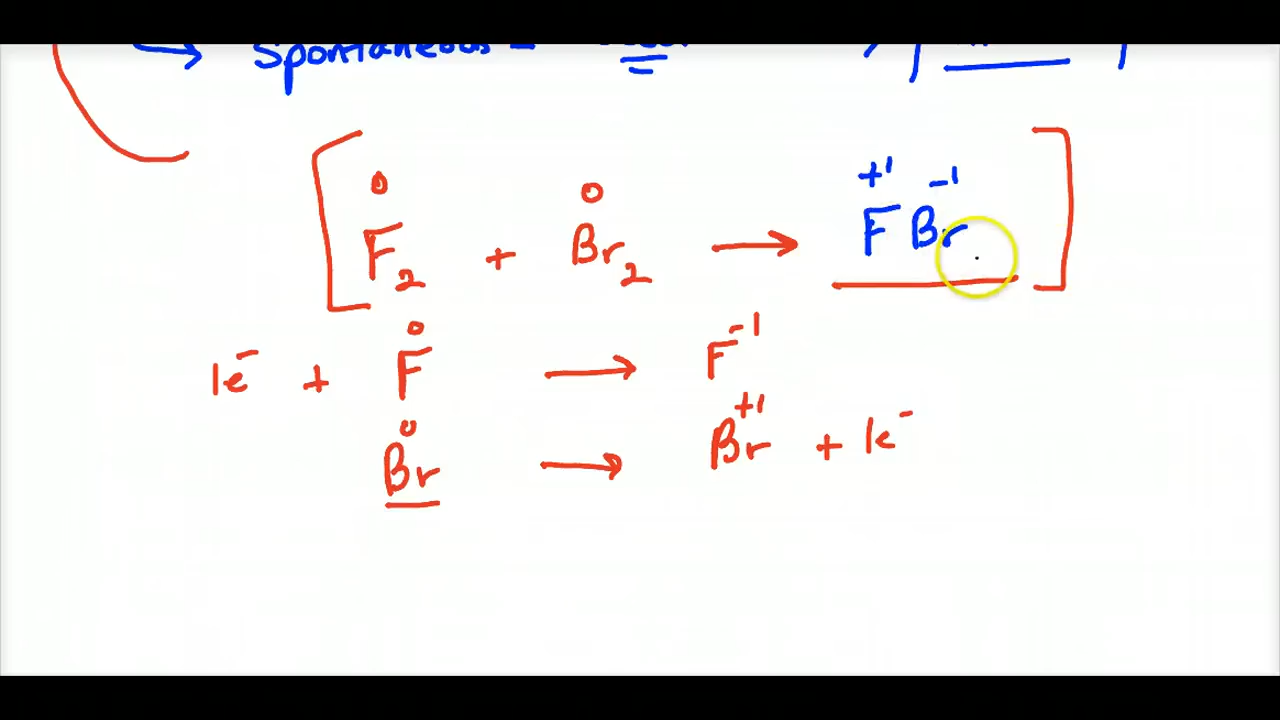 → Spontaneous -
0 0 +1 -1
F₂ + Br₂ → F Br
0 -1
1e⁻ + F → F
0 +1
Br → Br + 1e⁻